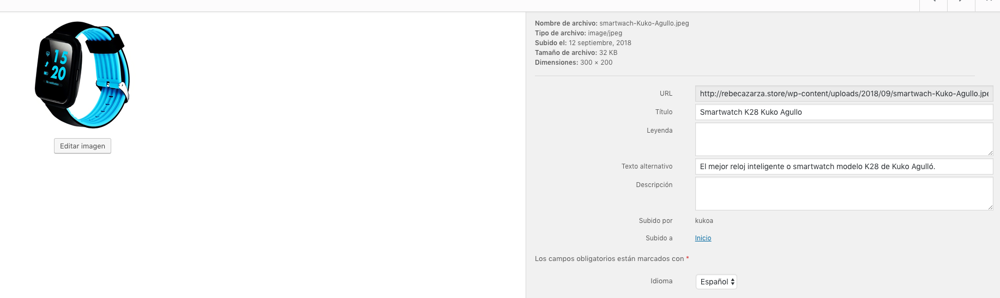 15
20
Editar imagen
Nombre de archivo: smartwach-Kuko-Agullo.jpeg
Tipo de archivo: image/jpeg
Subido el: 12 septiembre, 2018
Tamaño de archivo: 32 KB
Dimensiones: 300 × 200
URL http://rebecazarza.store/wp-content/uploads/2018/09/smartwach-Kuko-Agullo.jpe
Título Smartwatch K28 Kuko Agullo
Leyenda
Texto alternativo El mejor reloj inteligente o smartwatch modelo K28 de Kuko Agulló.
Descripción
Subido por kukoa
Subido a Inicio
Los campos obligatorios están marcados con *
Idioma Español